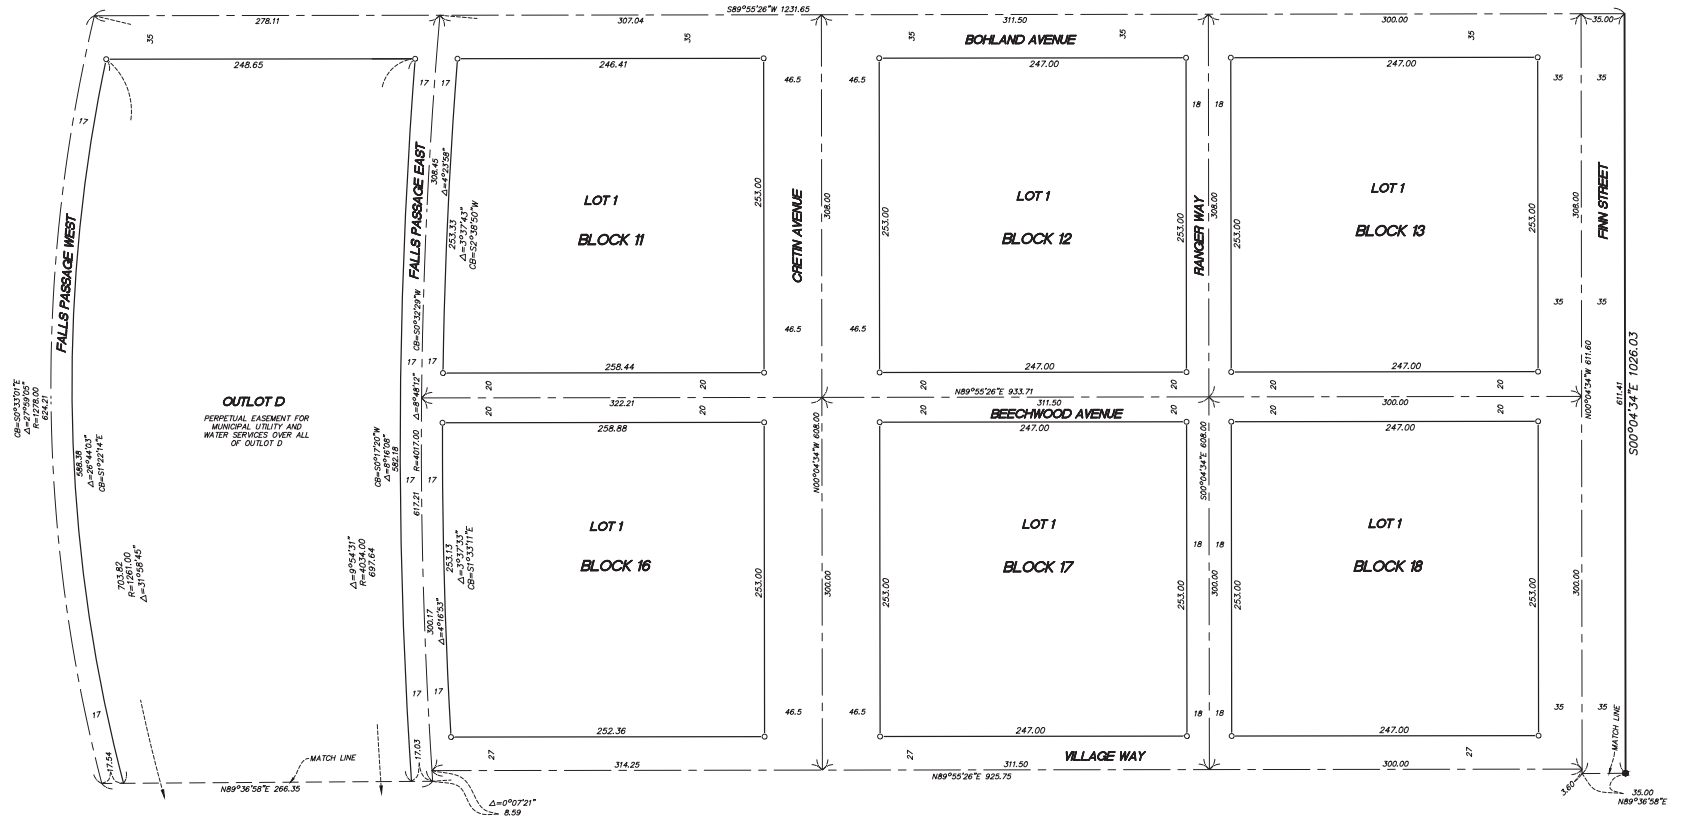 S89°55'26"W 1231.65
278.11
307.04
311.50
300.00
35.00
35
35
35
BOHLAND AVENUE
35
35
248.65
246.41
247.00
247.00
17
17
17
46.5
46.5
18
18
35
35
FALLS PASSAGE WEST
FALLS PASSAGE EAST
308.45
Δ=4°23'58"
253.33
Δ=3°37'43"
CB=S2°38'50"W
LOT 1
BLOCK 11
253.00
CRETIN AVENUE
308.00
253.00
LOT 1
BLOCK 12
253.00
RANGER WAY
308.00
253.00
LOT 1
BLOCK 13
253.00
308.00
FINN STREET
CB=S0°32'29"W
46.5
46.5
35
35
17
17
258.44
247.00
247.00
N00°04'34"W 611.60
611.41
S00°04'34"E 1026.03
CB=S0°33'01"E
Δ=27°59'05"
R=1278.00
624.21
OUTLOT D
PERPETUAL EASEMENT FOR
MUNICIPAL UTILITY AND
WATER SERVICES OVER ALL
OF OUTLOT D
Δ=8°48'12"
20
20
20
20
20
20
N89°55'26"E 933.71
322.21
311.50
300.00
20
20
20
BEECHWOOD AVENUE
20
20
20
258.88
247.00
247.00
588.38
Δ=26°44'03"
CB=S1°22'14"E
CB=S0°17'20"W
Δ=8°16'08"
582.18
R=4017.00
617.21
17
17
N00°04'34"W 608.00
S00°04'34"E 608.00
703.82
R=1261.00
Δ=31°58'45"
Δ=9°54'31"
R=4034.00
697.64
253.13
Δ=3°37'33"
CB=S1°33'11"E
300.17
Δ=4°16'53"
LOT 1
BLOCK 16
253.00
300.00
253.00
LOT 1
BLOCK 17
253.00
18
18
300.00
253.00
LOT 1
BLOCK 18
253.00
300.00
17
17
17
46.5
46.5
18
18
35
35
252.36
247.00
247.00
MATCH LINE
17.54
MATCH LINE
17.03
27
27
VILLAGE WAY
27
314.25
311.50
300.00
N89°36'58"E 266.35
N89°55'26"E 925.75
Δ=0°07'21"
8.59
3.60
35.00
N89°36'58"E